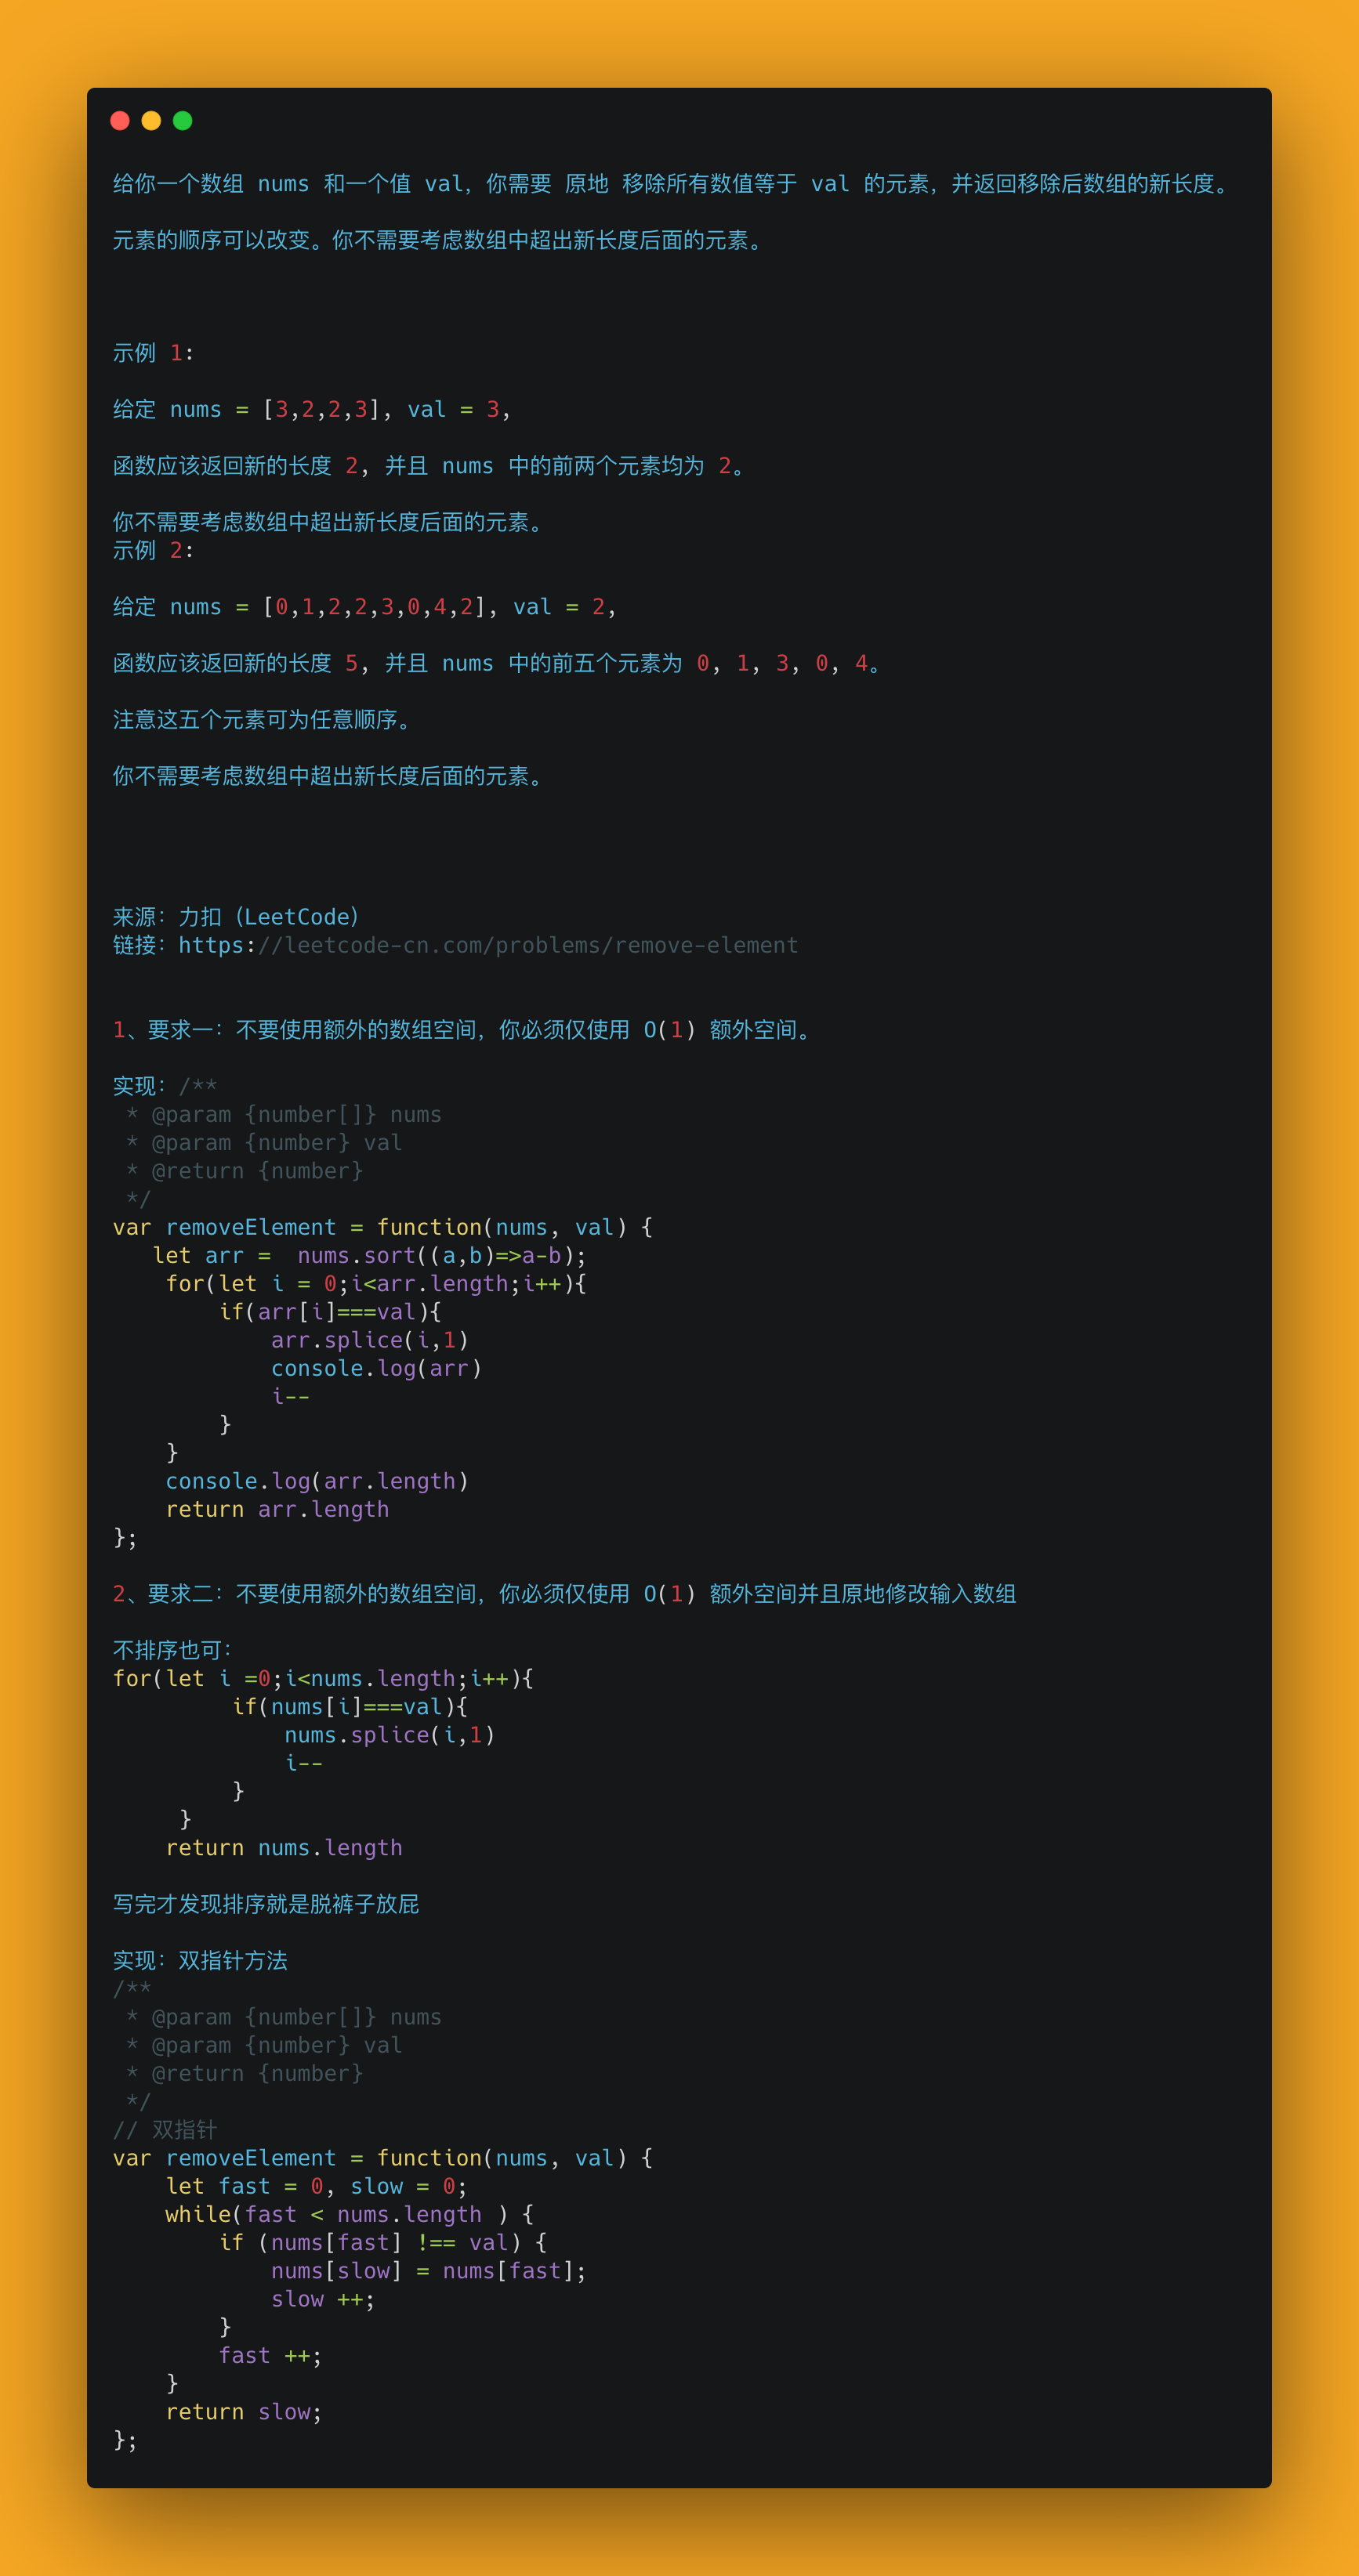 给你一个数组 nums 和一个值 val，你需要 原地 移除所有数值等于 val 的元素，并返回移除后数组的新长度。
元素的顺序可以改变。你不需要考虑数组中超出新长度后面的元素。
示例 1:
给定 nums = [3,2,2,3], val = 3,
函数应该返回新的长度 2, 并且 nums 中的前两个元素均为 2。
你不需要考虑数组中超出新长度后面的元素。
示例 2:
给定 nums = [0,1,2,2,3,0,4,2], val = 2,
函数应该返回新的长度 5, 并且 nums 中的前五个元素为 0, 1, 3, 0, 4。
注意这五个元素可为任意顺序。
你不需要考虑数组中超出新长度后面的元素。
来源：力扣（LeetCode）
链接：https://leetcode-cn.com/problems/remove-element
1、要求一：不要使用额外的数组空间，你必须仅使用 O(1) 额外空间。
实现：/**
 * @param {number[]} nums
 * @param {number} val
 * @return {number}
 */
var removeElement = function(nums, val) {
   let arr =  nums.sort((a,b)=>a-b);
    for(let i = 0;i<arr.length;i++){
        if(arr[i]===val){
            arr.splice(i,1)
            console.log(arr)
            i--
        }
    }
    console.log(arr.length)
    return arr.length
};
2、要求二：不要使用额外的数组空间，你必须仅使用 O(1) 额外空间并且原地修改输入数组
不排序也可：
for(let i =0;i<nums.length;i++){
         if(nums[i]===val){
             nums.splice(i,1)
             i--
         }
     }
    return nums.length
写完才发现排序就是脱裤子放屁
实现：双指针方法
/**
 * @param {number[]} nums
 * @param {number} val
 * @return {number}
 */
// 双指针
var removeElement = function(nums, val) {
    let fast = 0, slow = 0;
    while(fast < nums.length ) {
        if (nums[fast] !== val) {
            nums[slow] = nums[fast];
            slow ++;
        }
        fast ++;
    }
    return slow;
};